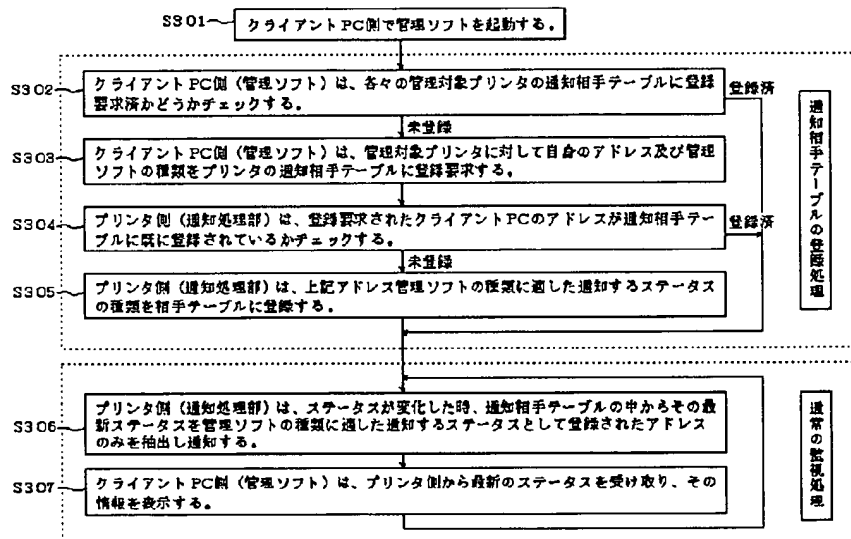 S301
クライアントPC側で管理ソフトを起動する。
S302
クライアントPC側（管理ソフト）は、各々の管理対象プリンタの通知相手テーブルに登録
要求済かどうかチェックする。
登録済
未登録
S303
クライアントPC側（管理ソフト）は、管理対象プリンタに対して自身のアドレス及び管理
ソフトの種類をプリンタの通知相手テーブルに登録要求する。
S304
プリンタ側（通知処理部）は、登録要求されたクライアントPCのアドレスが通知相手テー
ブルに既に登録されているかチェックする。
登録済
未登録
S305
プリンタ側（通知処理部）は、上記アドレス管理ソフトの種類に適した通知するステータス
の種類を相手テーブルに登録する。
通知相手テーブルの登録処理
S306
プリンタ側（通知処理部）は、ステータスが変化した時、通知相手テーブルの中からその最
新ステータスを管理ソフトの種類に適した通知するステータスとして登録されたアドレス
のみを抽出し通知する。
S307
クライアントPC側（管理ソフト）は、プリンタ側から最新のステータスを受け取り、その
情報を表示する。
通常の監視処理